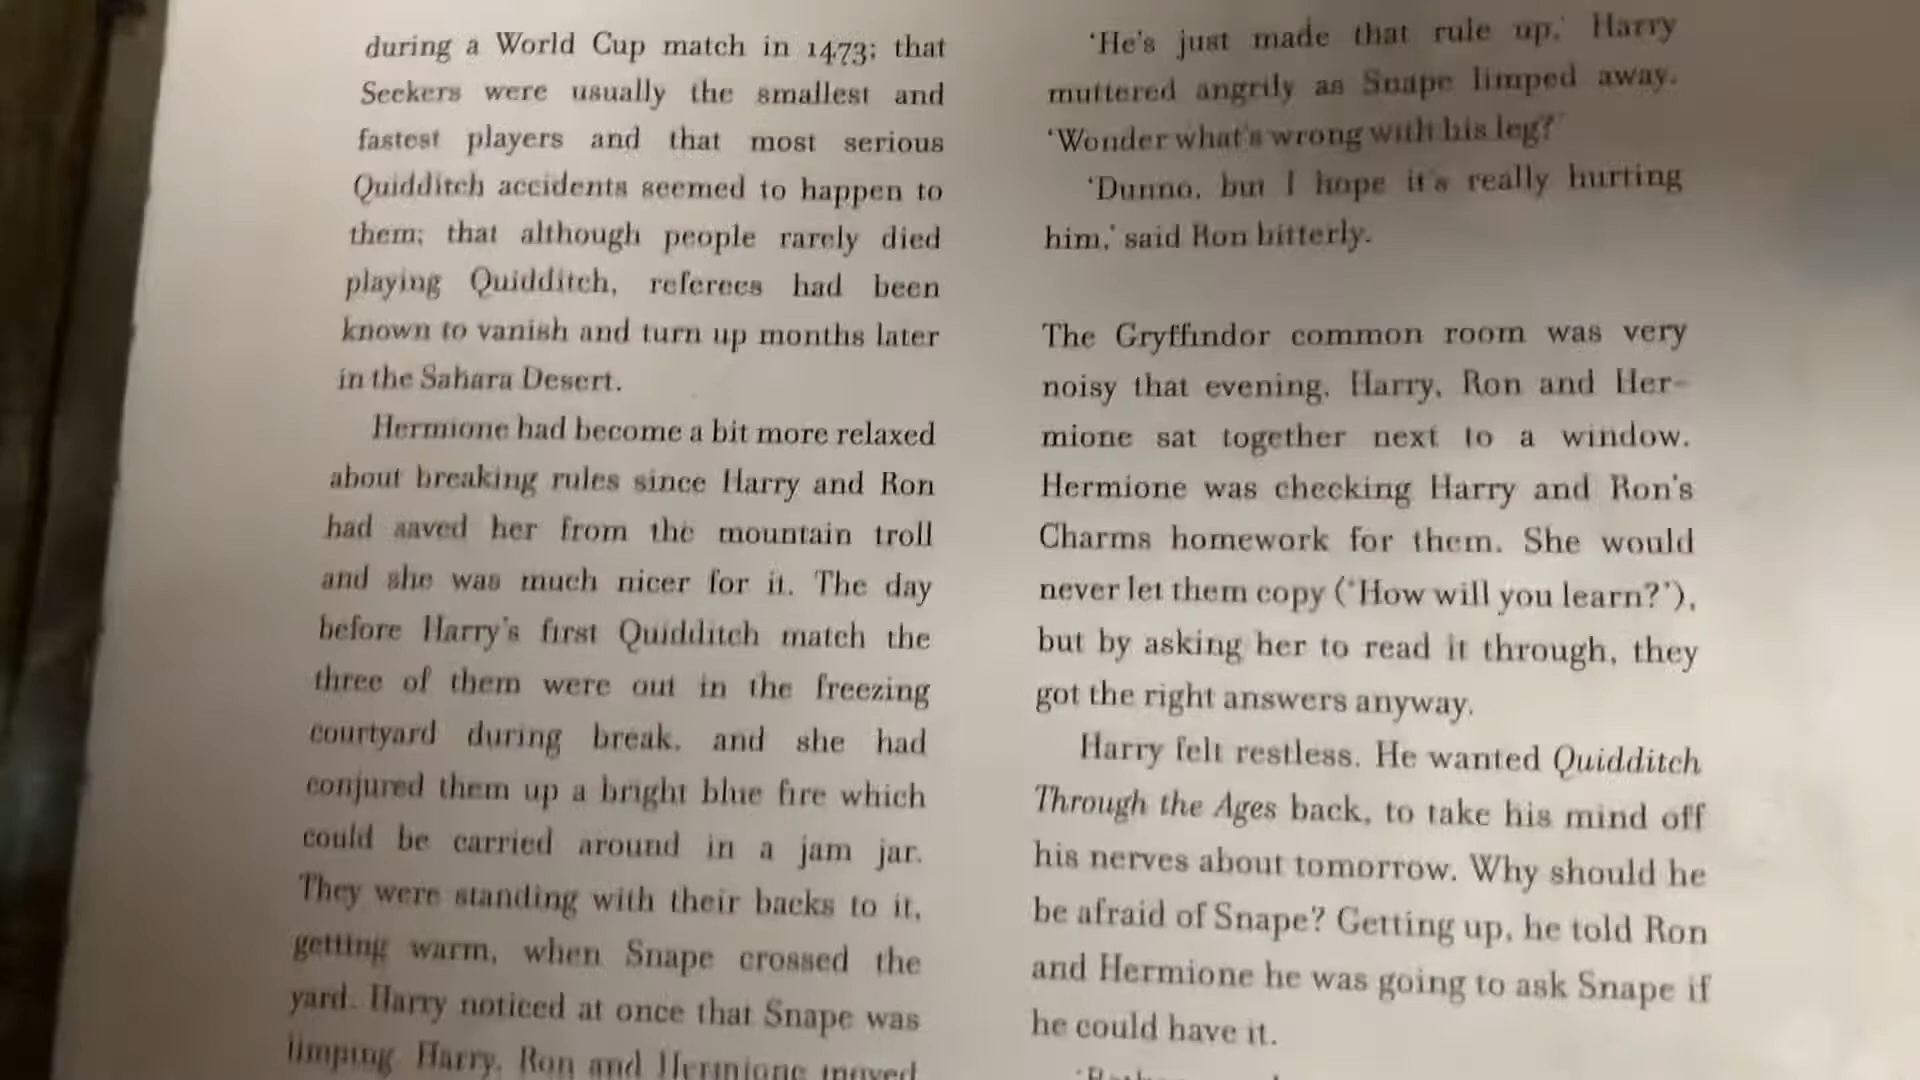 during a World Cup match in 1473; that
Seekers were usually the smallest and
fastest players and that most serious
Quidditch accidents seemed to happen to
them; that although people rarely died
playing Quidditch, referees had been
known to vanish and turn up months later
in the Sahara Desert.
Hermione had become a bit more relaxed
about breaking rules since Harry and Ron
had saved her from the mountain troll
and she was much nicer for it. The day
before Harry's first Quidditch match the
three of them were out in the freezing
courtyard during break, and she had
conjured them up a bright blue fire which
could be carried around in a jam jar.
They were standing with their backs to it,
getting warm, when Snape crossed the
yard. Harry noticed at once that Snape was
limping. Harry, Ron and Hermione moved
'He's just made that rule up,' Harry
muttered angrily as Snape limped away.
'Wonder what's wrong with his leg?'
'Dunno, but I hope it's really hurting
him,' said Ron bitterly.
The Gryffindor common room was very
noisy that evening. Harry, Ron and Her-
mione sat together next to a window.
Hermione was checking Harry and Ron's
Charms homework for them. She would
never let them copy ('How will you learn?'),
but by asking her to read it through, they
got the right answers anyway.
Harry felt restless. He wanted Quidditch
Through the Ages back, to take his mind off
his nerves about tomorrow. Why should he
be afraid of Snape? Getting up, he told Ron
and Hermione he was going to ask Snape if
he could have it.